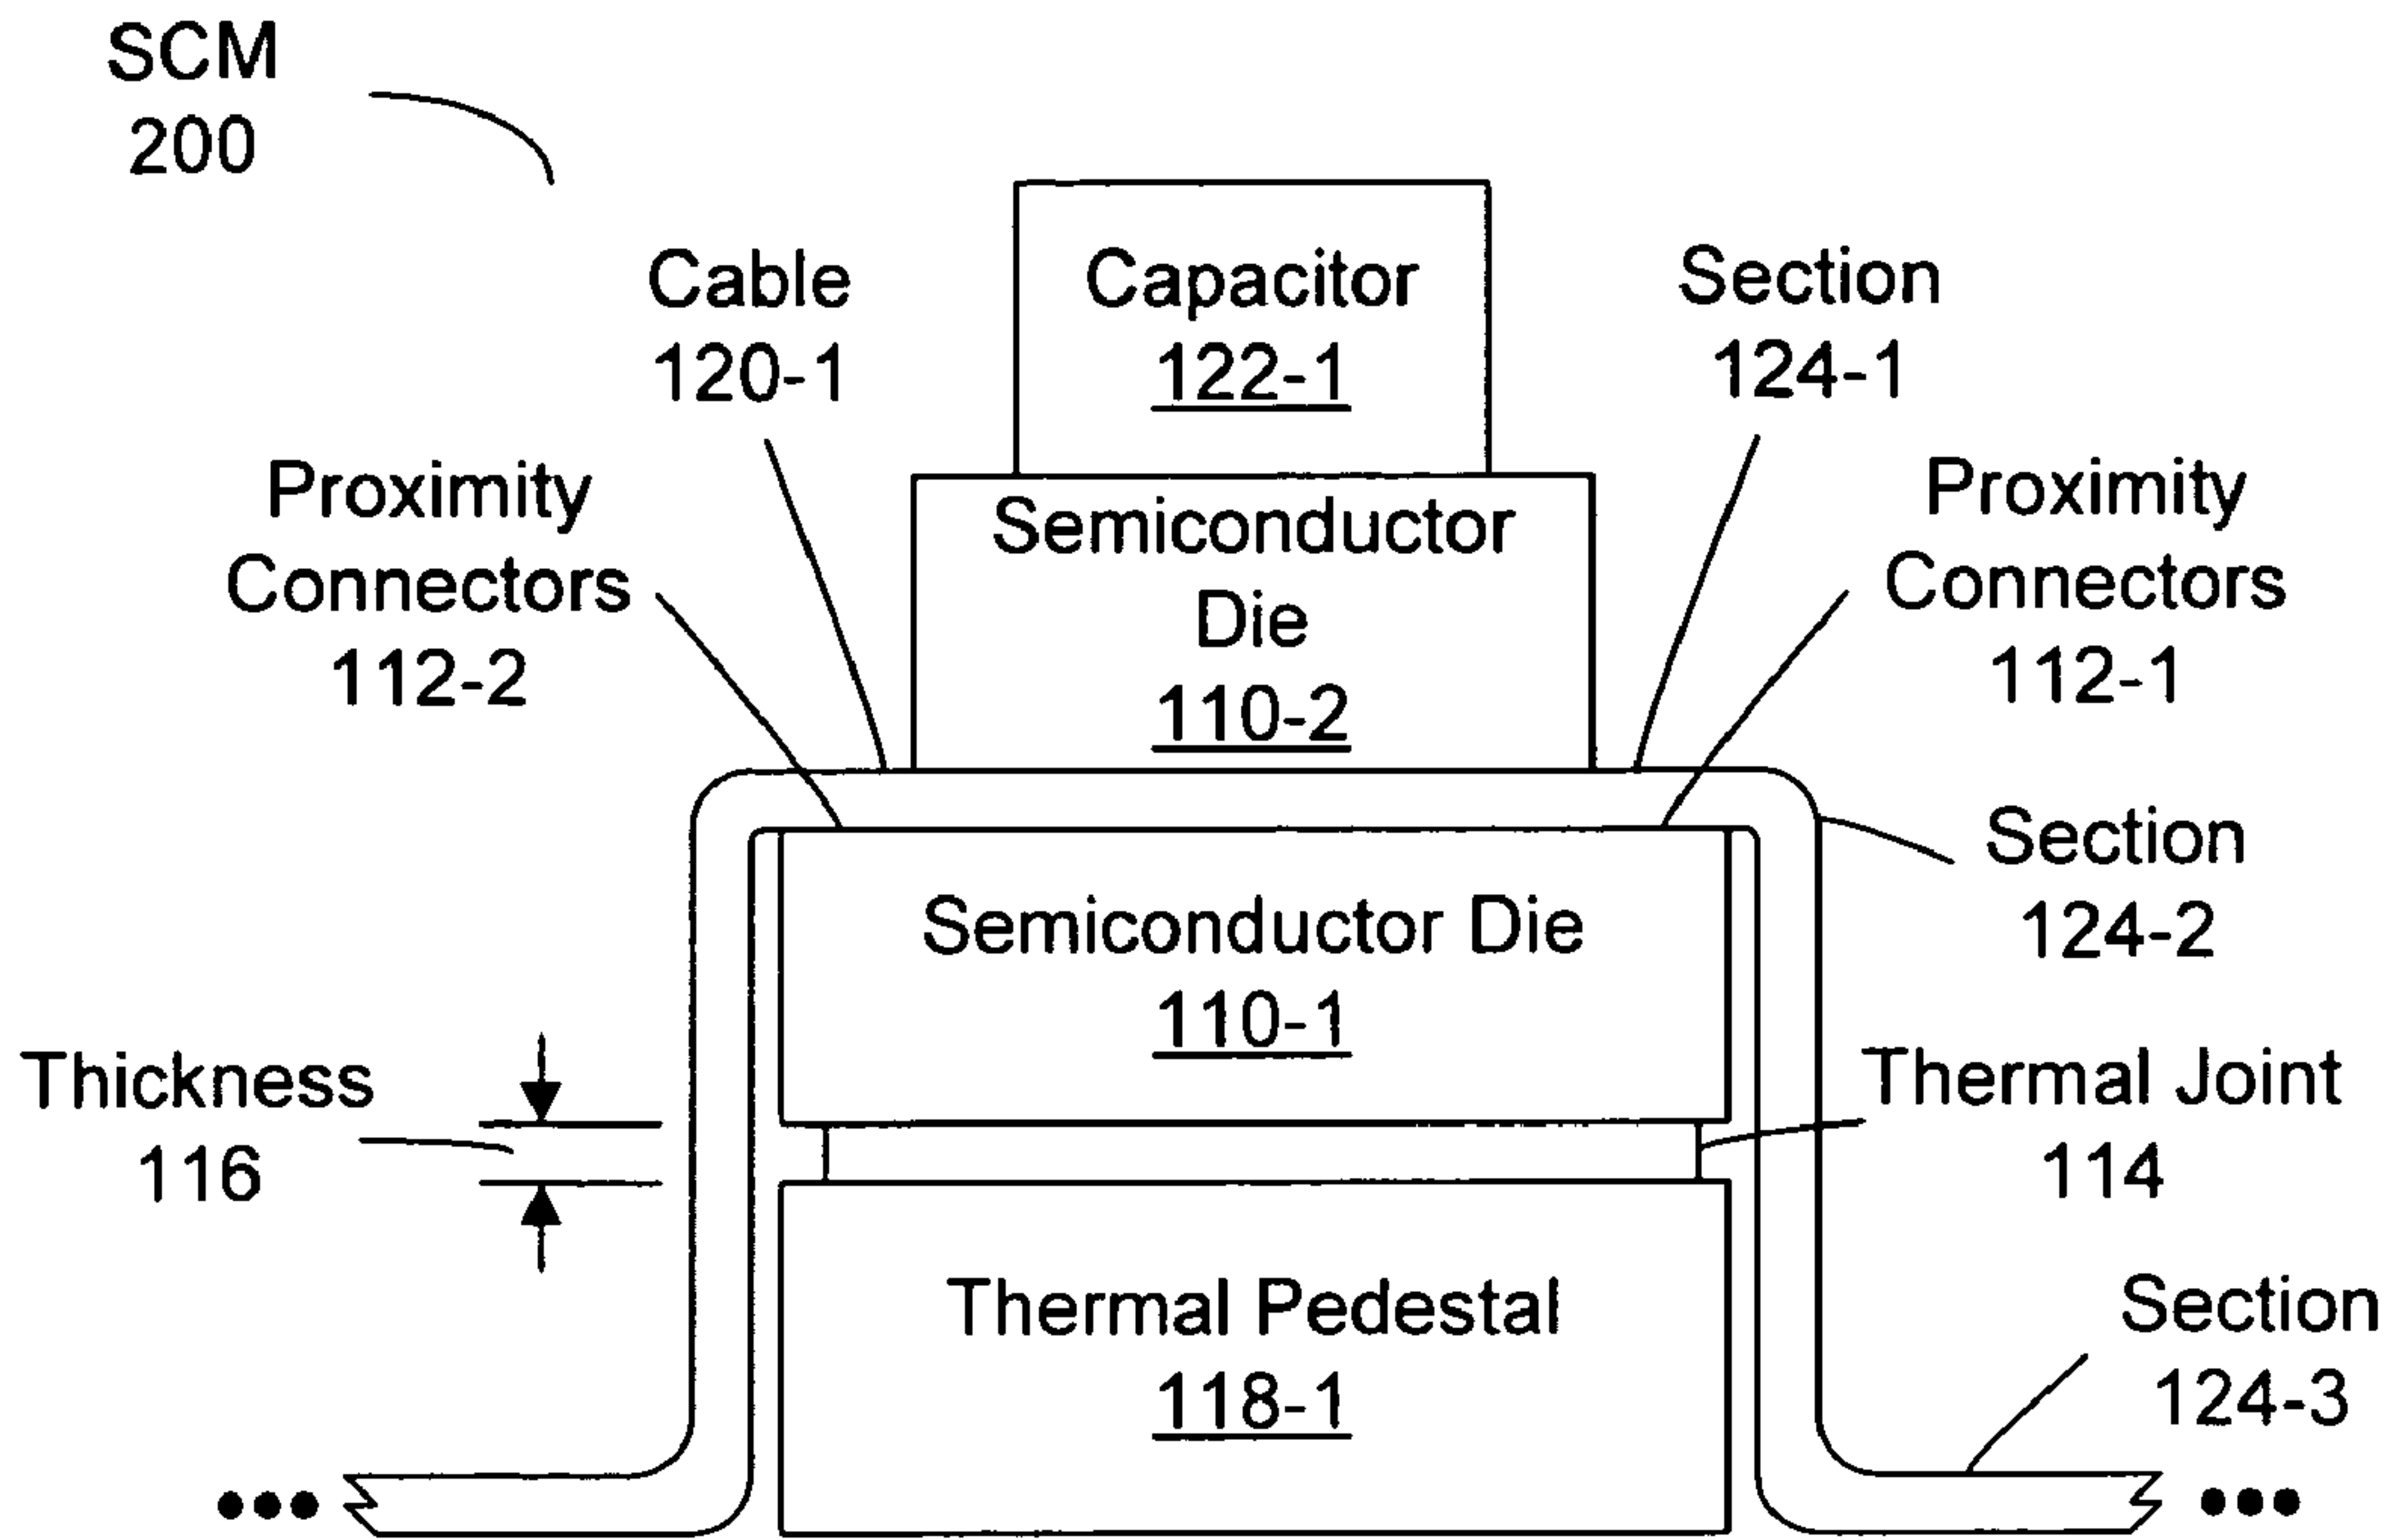 SCM
200
Cable
120-1
Capacitor
122-1
Section
124-1
Proximity
Connectors
112-2
Semiconductor
Die
110-2
Proximity
Connectors
112-1
Section
124-2
Semiconductor Die
110-1
Thickness
116
Thermal Joint
114
Thermal Pedestal
118-1
Section
124-3